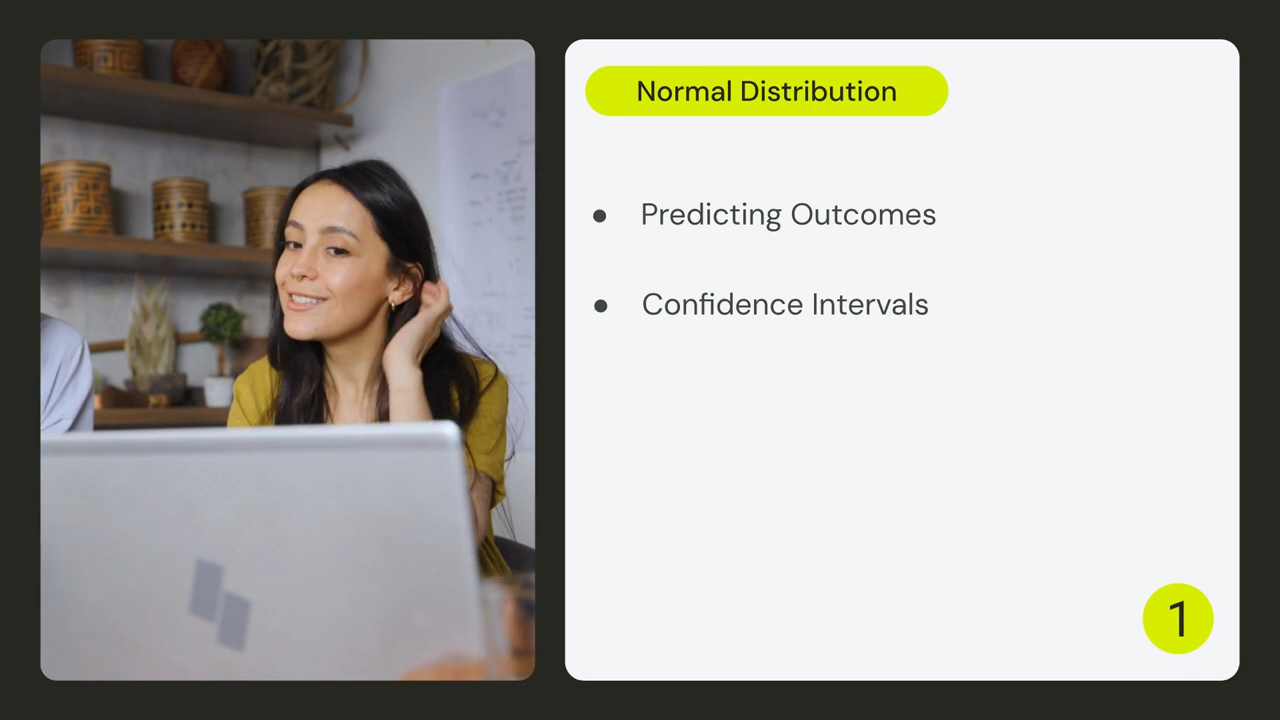 Normal Distribution
● Predicting Outcomes
● Confidence Intervals
1